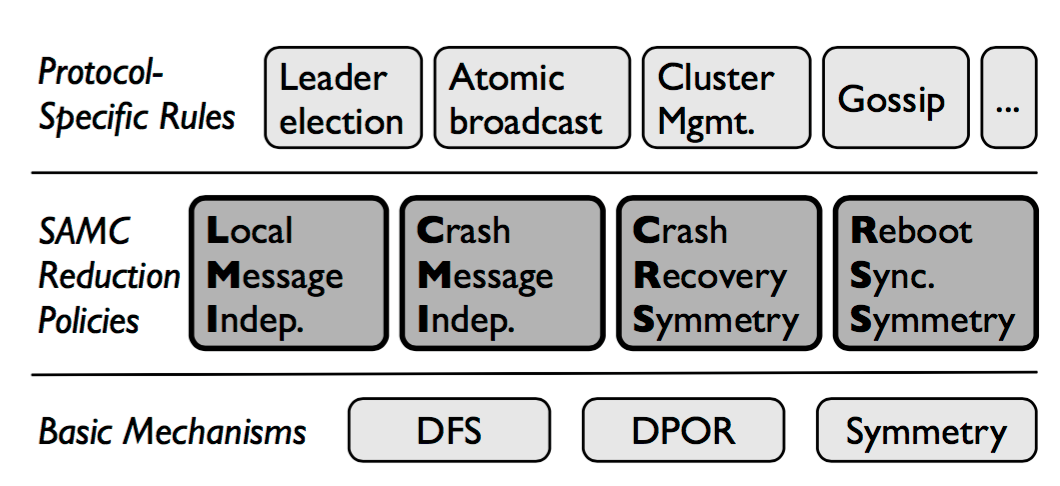 Protocol-
Specific Rules
Leader
election
Atomic
broadcast
Cluster
Mgmt.
Gossip
...
SAMC
Reduction
Policies
Local
Message
Indep.
Crash
Message
Indep.
Crash
Recovery
Symmetry
Reboot
Sync.
Symmetry
Basic Mechanisms
DFS
DPOR
Symmetry